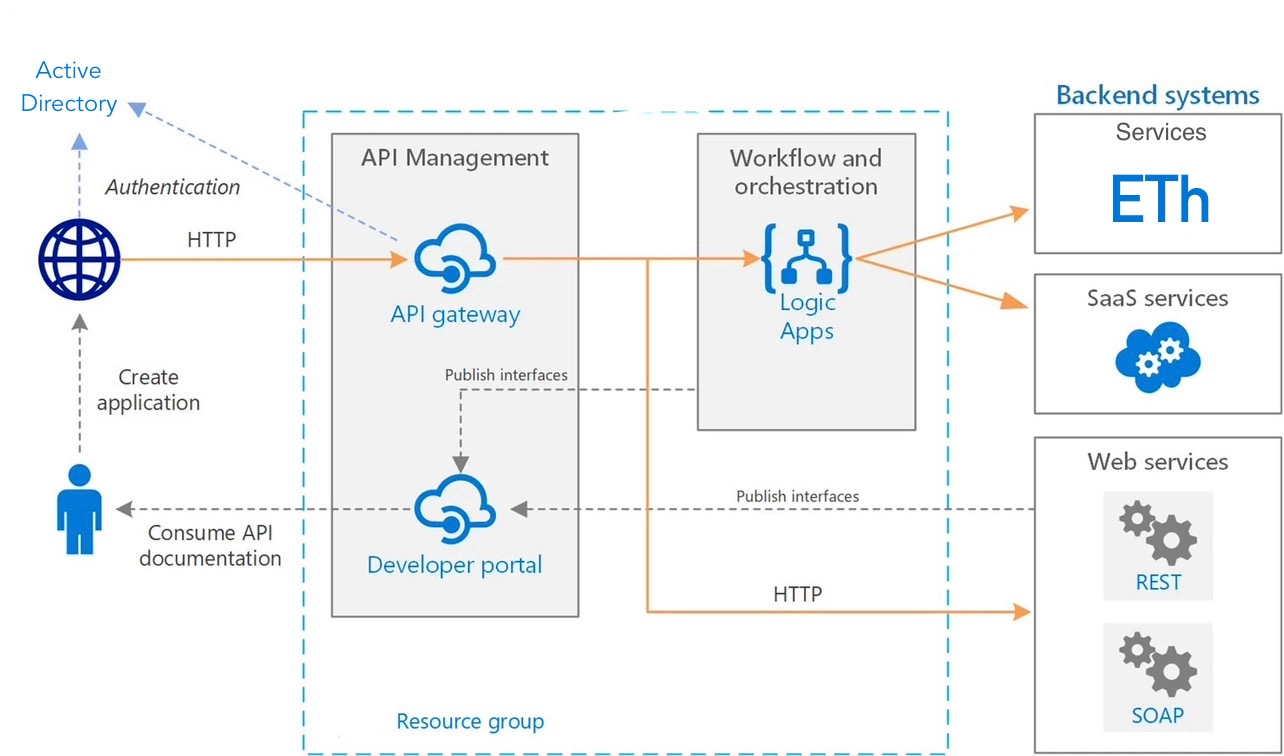 Active
Directory
Authentication
HTTP
Create
application
Consume API
documentation
API Management
API gateway
Publish interfaces
Developer portal
Workflow and
orchestration
Logic
Apps
Publish interfaces
HTTP
Resource group
Backend systems
Services
ETh
SaaS services
Web services
REST
SOAP